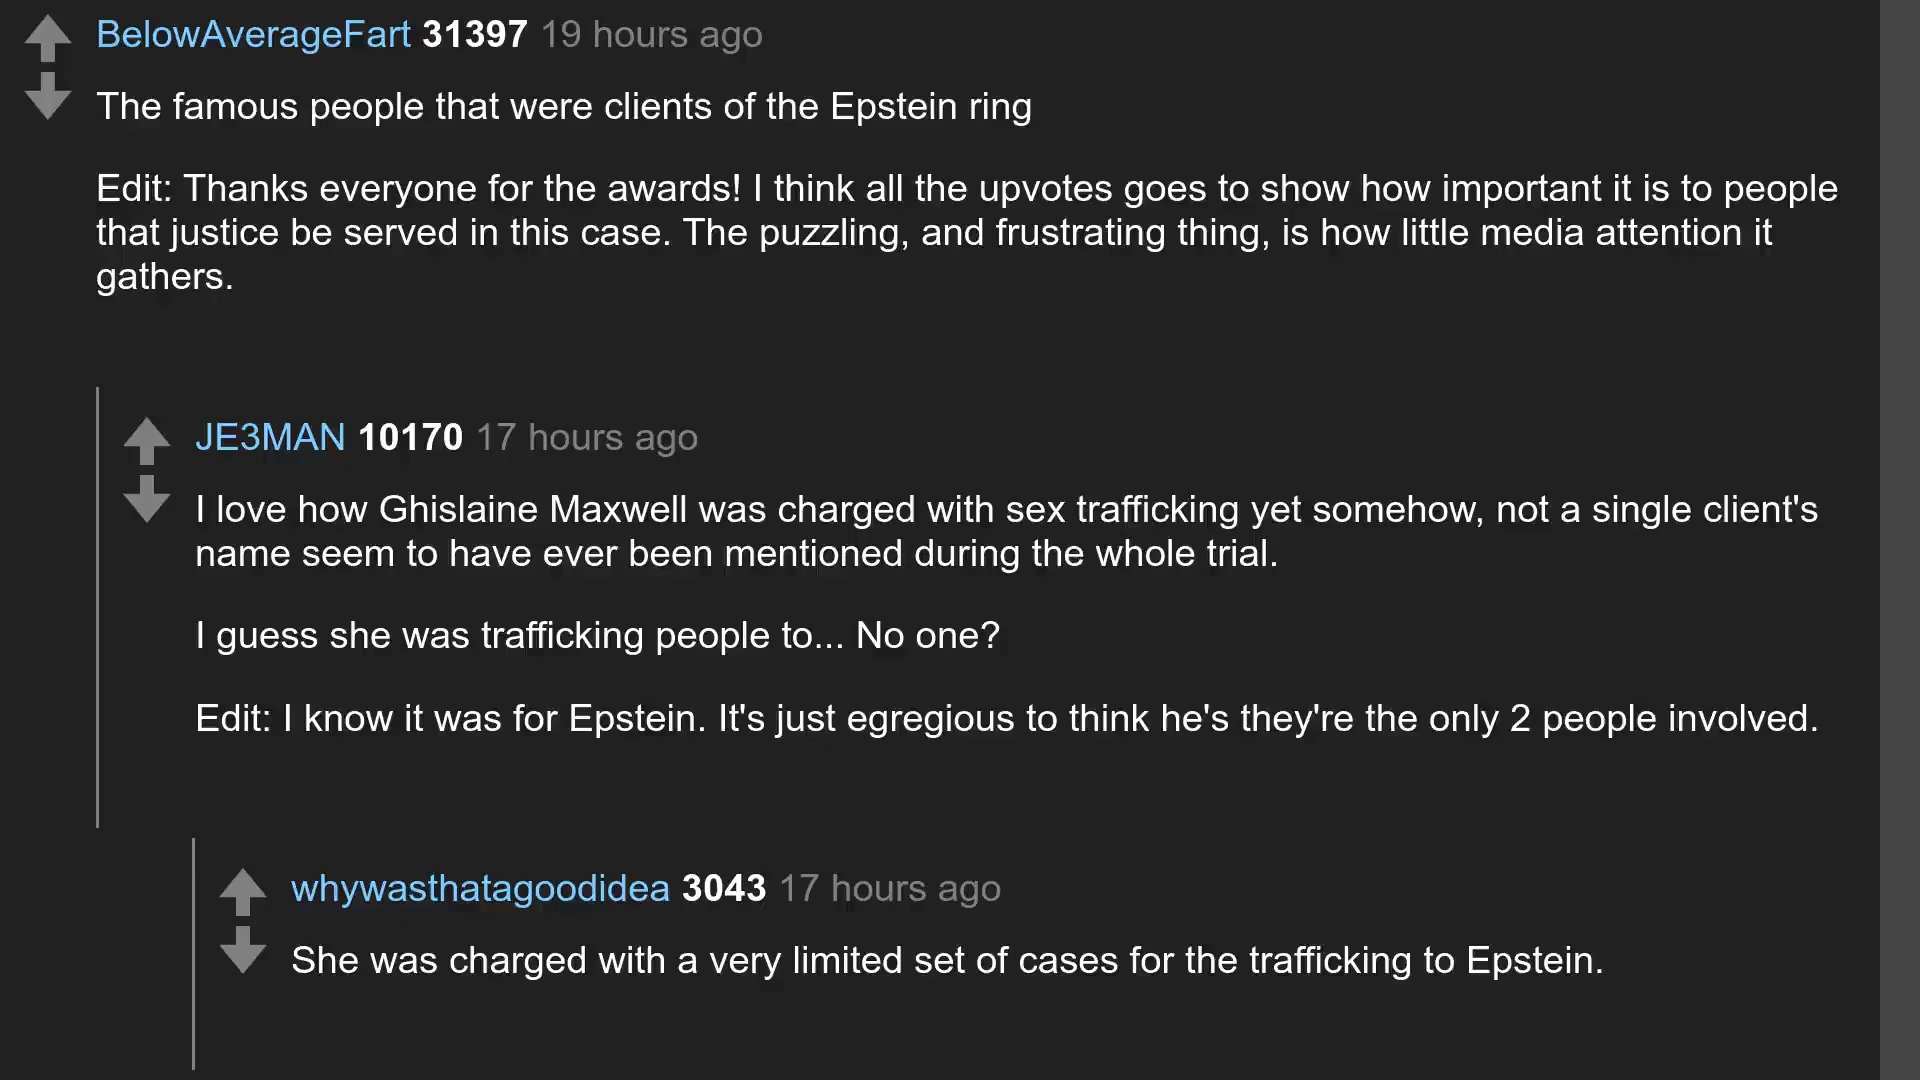 BelowAverageFart 31397 19 hours ago
The famous people that were clients of the Epstein ring
Edit: Thanks everyone for the awards! I think all the upvotes goes to show how important it is to people
that justice be served in this case. The puzzling, and frustrating thing, is how little media attention it
gathers.
JE3MAN 10170 17 hours ago
I love how Ghislaine Maxwell was charged with sex trafficking yet somehow, not a single client's
name seem to have ever been mentioned during the whole trial.
I guess she was trafficking people to... No one?
Edit: I know it was for Epstein. It's just egregious to think he's they're the only 2 people involved.
whywasthatagoodidea 3043 17 hours ago
She was charged with a very limited set of cases for the trafficking to Epstein.